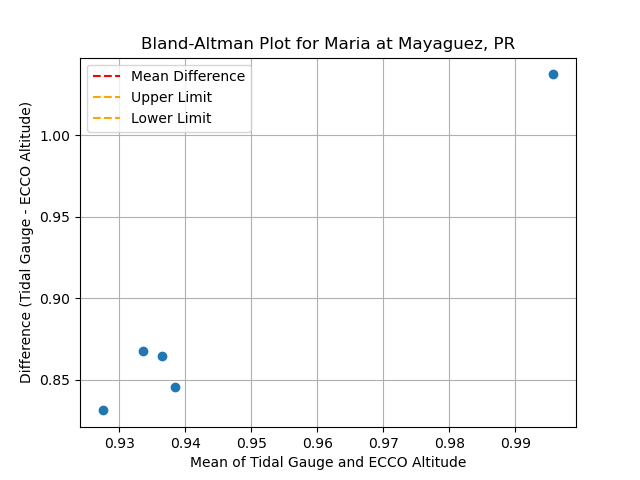 Bland-Altman Plot for Maria at Mayaguez, PR
Mean Difference
Upper Limit
Lower Limit
Difference (Tidal Gauge - ECCO Altitude)
1.00
0.95
0.90
0.85
0.93 0.94 0.95 0.96 0.97 0.98 0.99
Mean of Tidal Gauge and ECCO Altitude